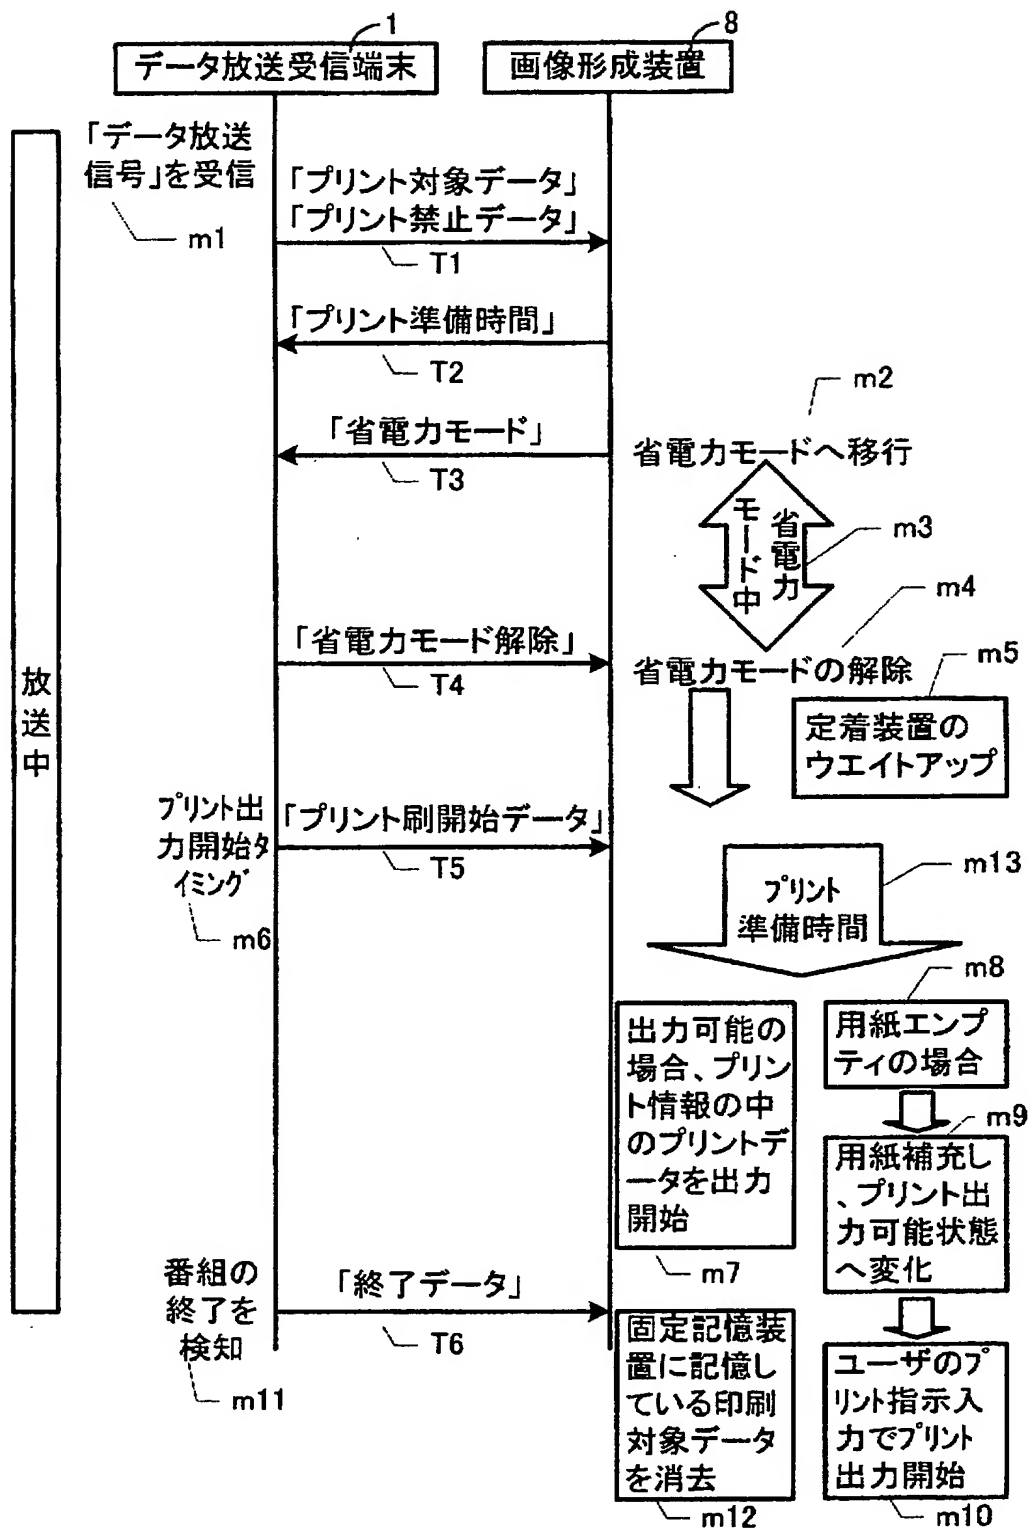 1
8
データ放送受信端末
画像形成装置
「データ放送
信号」を受信
m1
「プリント対象データ」
「プリント禁止データ」
T1
「プリント準備時間」
T2
m2
「省電力モード」
T3
省電力モードへ移行
省電力
モード中
m3
m4
「省電力モード解除」
T4
省電力モードの解除
m5
定着装置の
ウエイトアップ
放送中
プリント出
力開始タ
イミング
m6
「プリント刷開始データ」
T5
m13
プリント
準備時間
m8
出力可能の
場合、プリン
ト情報の中
のプリントデ
ータを出力
開始
m7
用紙エンプ
ティの場合
m9
用紙補充し
、プリント出
力可能状態
へ変化
番組の
終了を
検知
m11
「終了データ」
T6
固定記憶装
置に記憶し
ている印刷
対象データ
を消去
m12
ユーザのプ
リント指示入
力でプリント
出力開始
m10